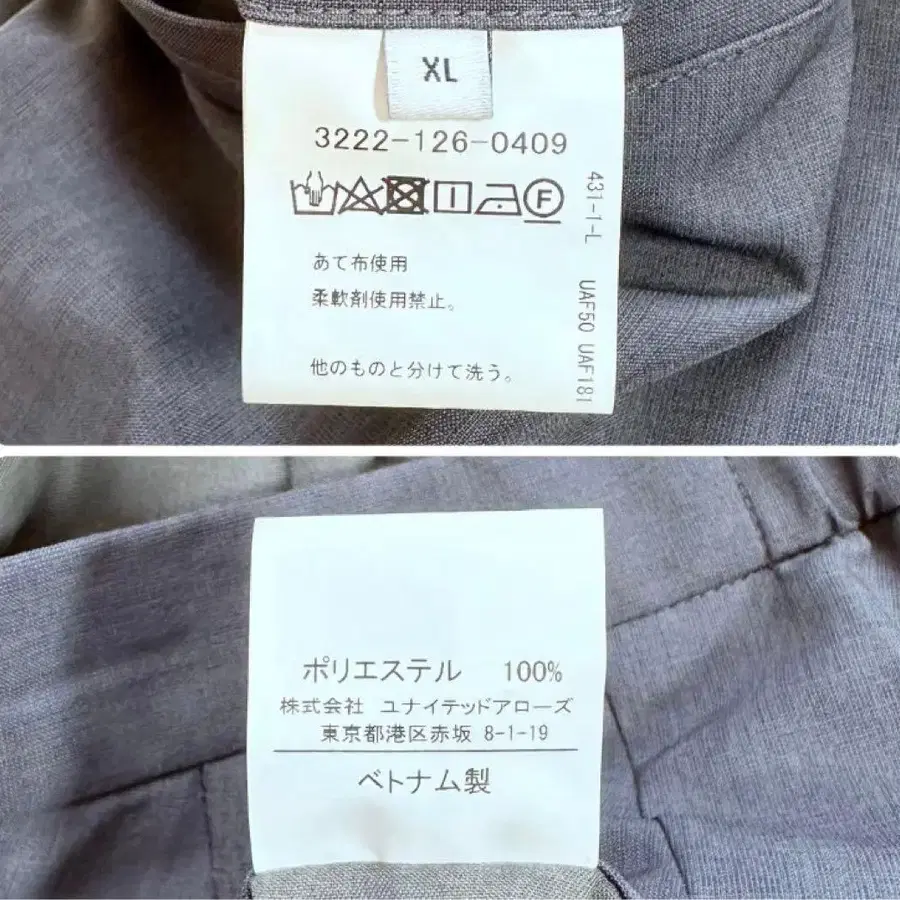 XL
3222-126-0409
F
あて布使用
柔軟剤使用禁止。
他のものと分けて洗う。
431-1-L
UAF50 UAF181
ポリエステル 100%
株式会社 ユナイテッドアローズ
東京都港区赤坂 8-1-19
ベトナム製